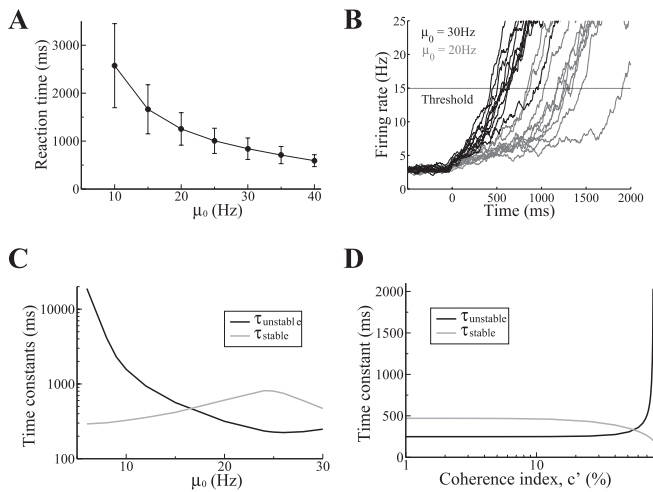 A
Reaction time (ms)
3000
2000
1000
0
10 20 30 40
μ0 (Hz)
B
Firing rate (Hz)
25
20
15
10
5
0
μ0 = 30Hz
μ0 = 20Hz
Threshold
0 500 1000 1500 2000
Time (ms)
C
Time constants (ms)
10000
1000
100
τunstable
τstable
10 20 30
μ0 (Hz)
D
Time constant (ms)
2000
1500
1000
500
0
τunstable
τstable
1 10
Coherence index, c' (%)